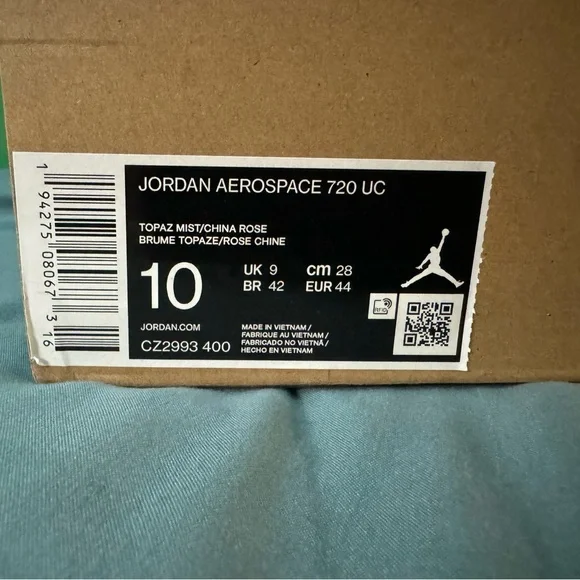 1 94275 08067 3 16
JORDAN AEROSPACE 720 UC
TOPAZ MIST/CHINA ROSE
BRUME TOPAZE/ROSE CHINE
10
UK 9
cm 28
BR 42
EUR 44
RFID
JORDAN.COM
CZ2993 400
MADE IN VIETNAM /
FABRIQUE AU VIETNAM /
FABRICADO NO VIETNÃ /
HECHO EN VIETNAM